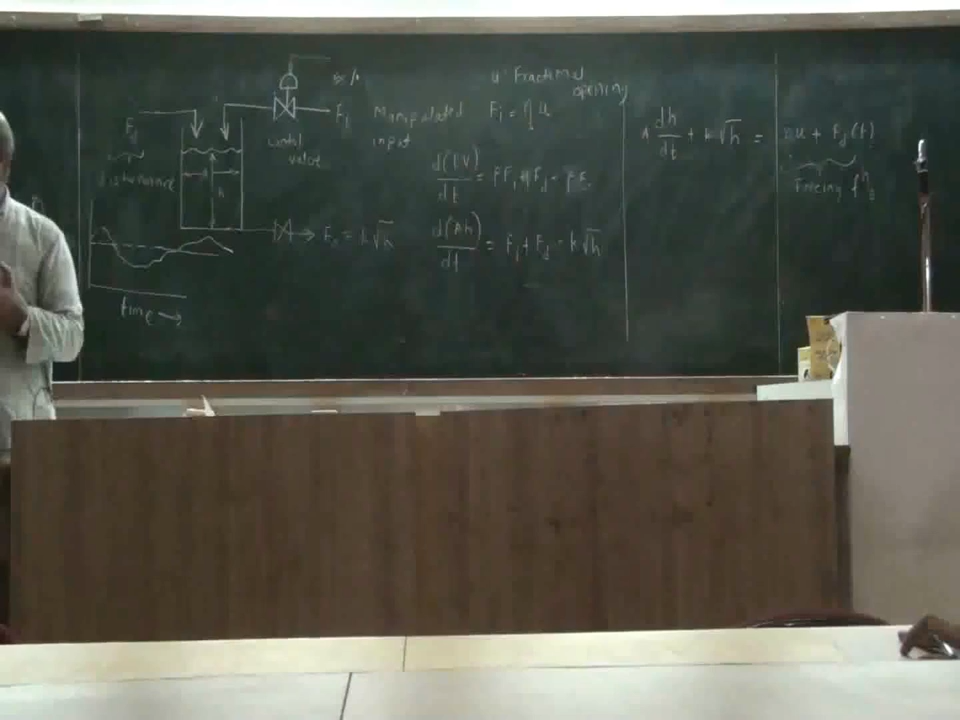 F_d
disturbance
h
time →
control
valve
F_i
F_o = k√h
Manipulated
input
u: Fractional
opening
F_i = η u
d(ρV)/dt = ρF_i + ρF_d - ρF_o
d(Ah)/dt = F_i + F_d - k√h
A dh/dt + k√h = ηu + F_d(t)
Forcing fⁿs